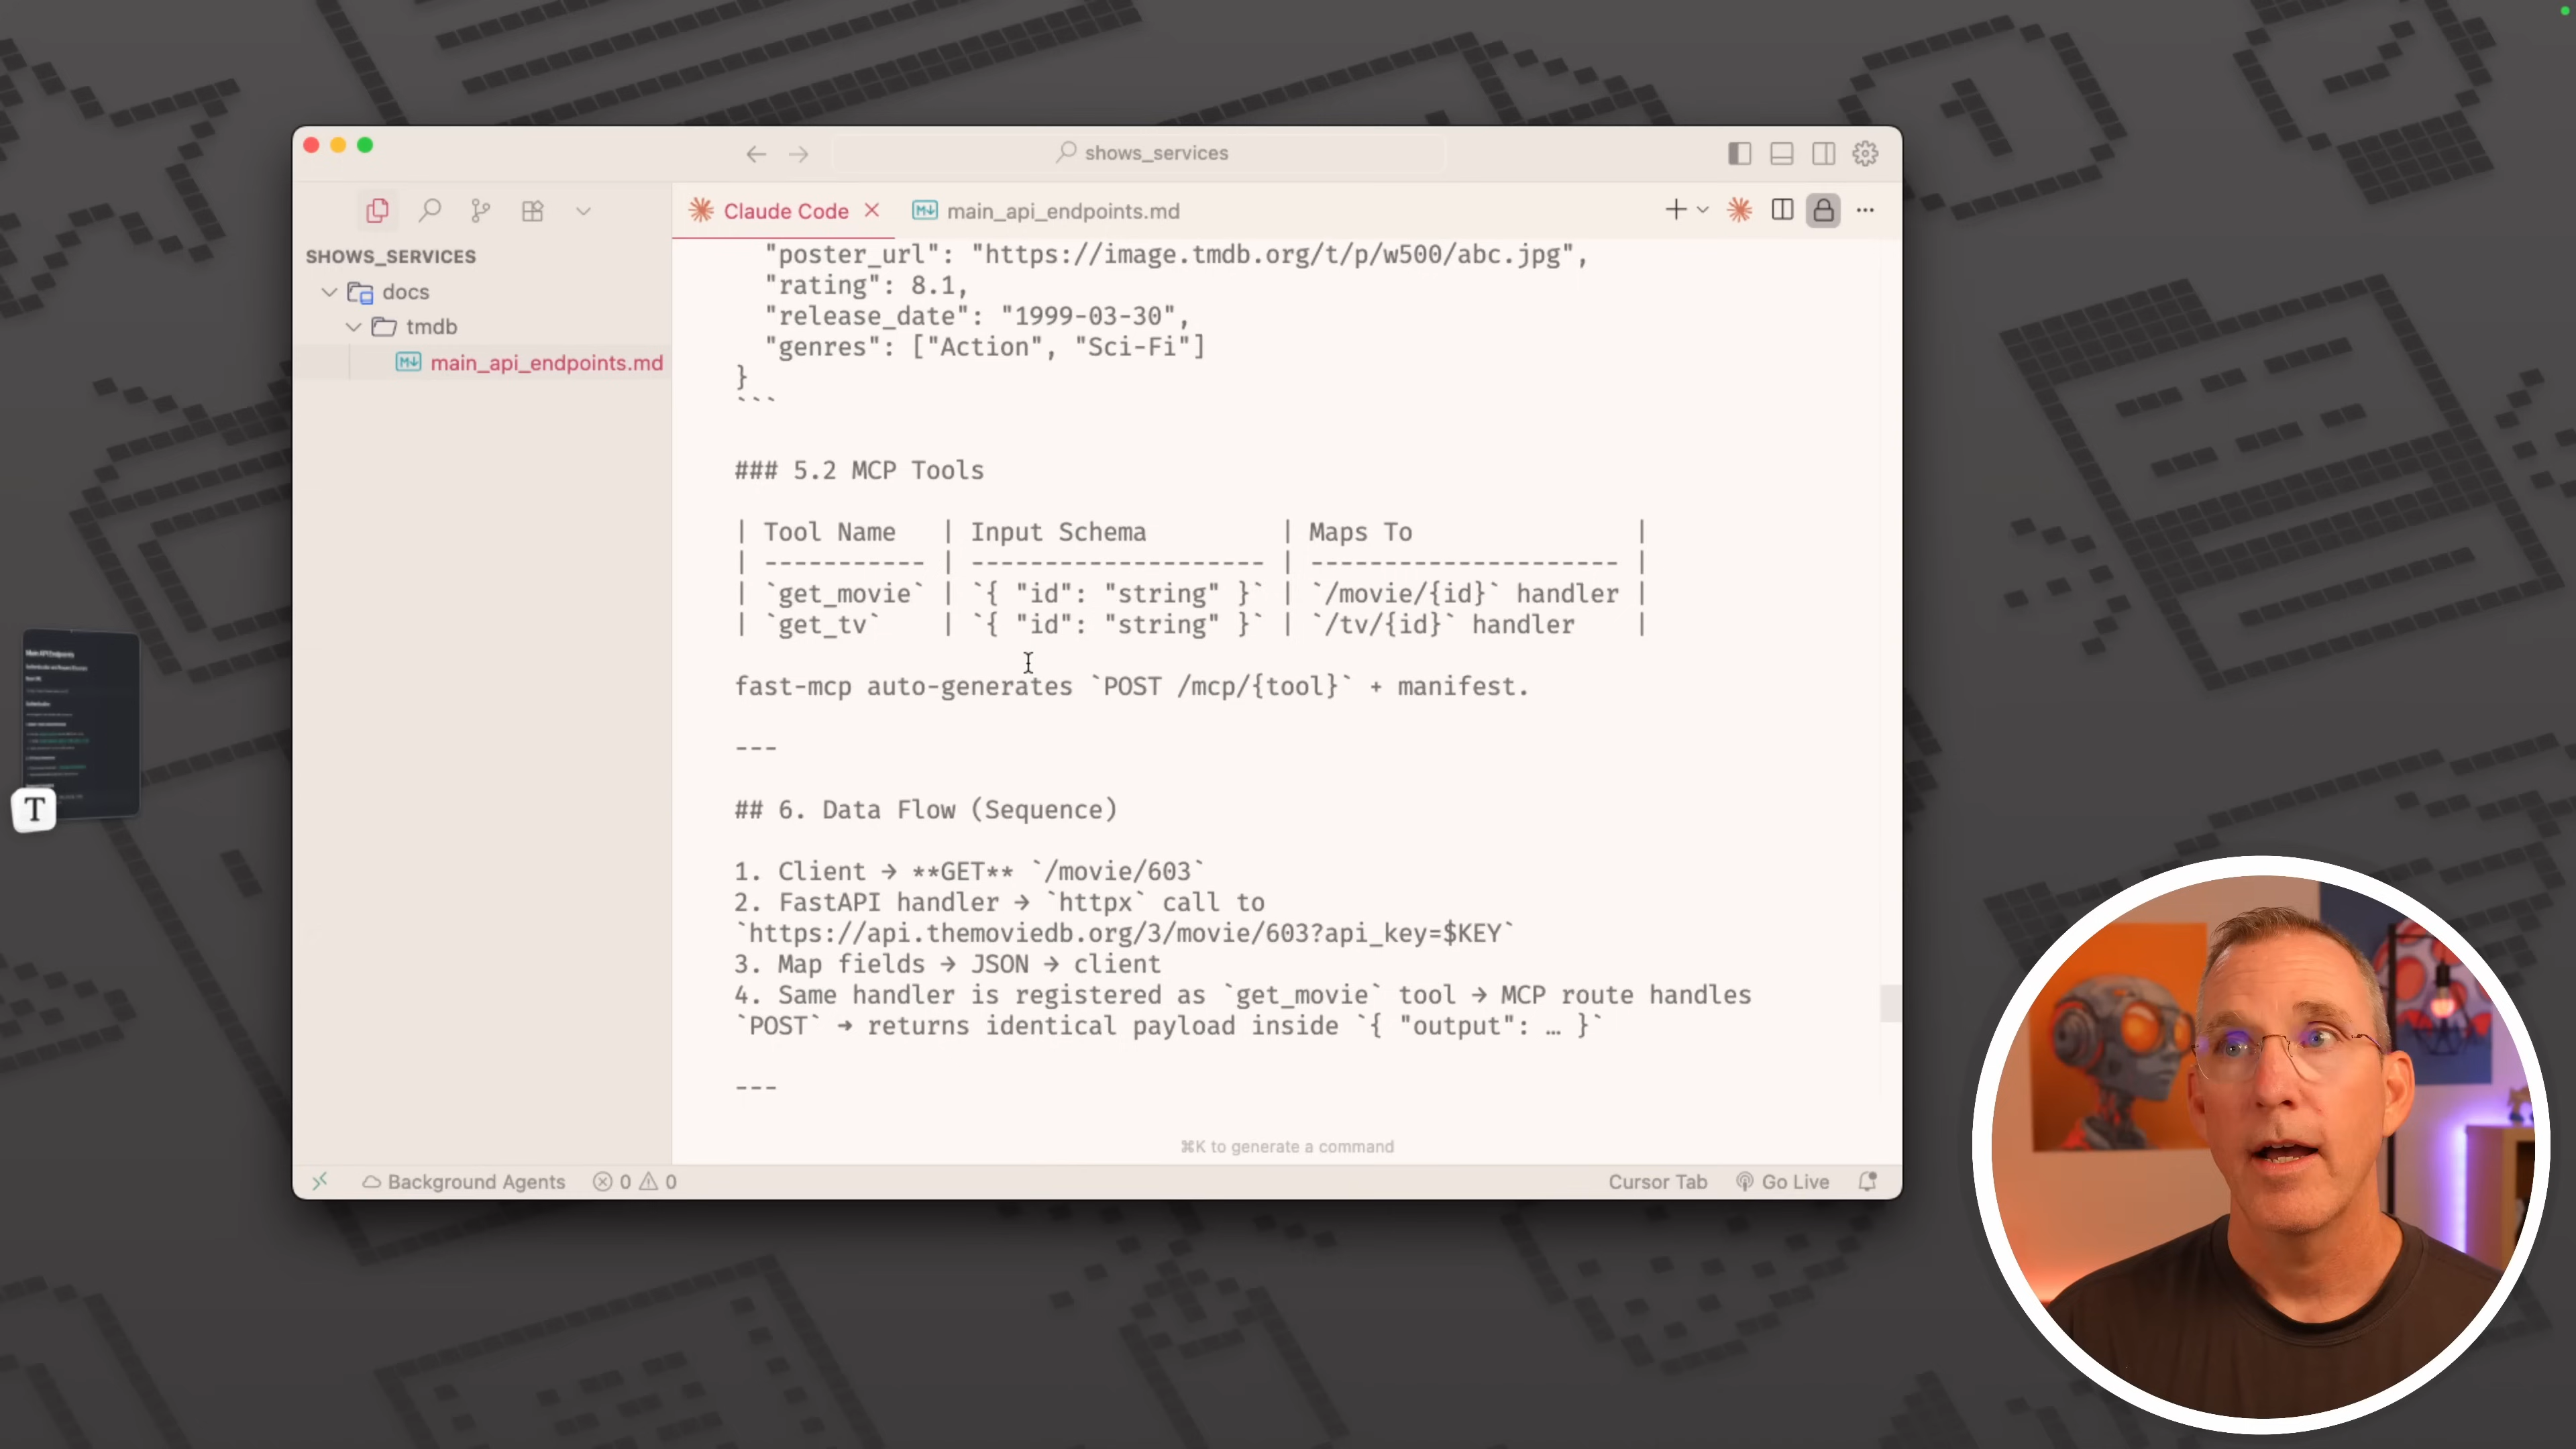 shows_services
Claude Code
main_api_endpoints.md
SHOWS_SERVICES
docs
tmdb
main_api_endpoints.md
"poster_url": "https://image.tmdb.org/t/p/w500/abc.jpg",
"rating": 8.1,
"release_date": "1999-03-30",
"genres": ["Action", "Sci-Fi"]
}
```
### 5.2 MCP Tools
| Tool Name | Input Schema | Maps To |
| ----------- | -------------------- | --------------------- |
| `get_movie` | `{ "id": "string" }` | `/movie/{id}` handler |
| `get_tv` | `{ "id": "string" }` | `/tv/{id}` handler |
fast-mcp auto-generates `POST /mcp/{tool}` + manifest.
---
## 6. Data Flow (Sequence)
1. Client → **GET** `/movie/603`
2. FastAPI handler → `httpx` call to
`https://api.themoviedb.org/3/movie/603?api_key=$KEY`
3. Map fields → JSON → client
4. Same handler is registered as `get_movie` tool → MCP route handles
`POST` → returns identical payload inside `{ "output": … }`
---
⌘K to generate a command
Background Agents
0
0
Cursor Tab
Go Live
Main API Endpoints
T